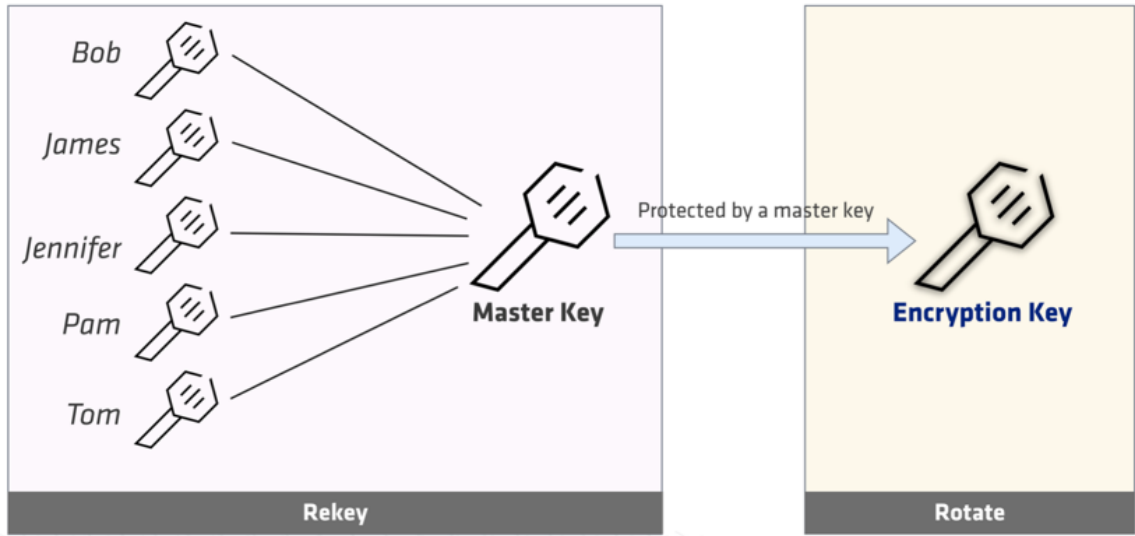 Bob
James
Jennifer
Pam
Tom
Master Key
Protected by a master key
Encryption Key
Rekey
Rotate